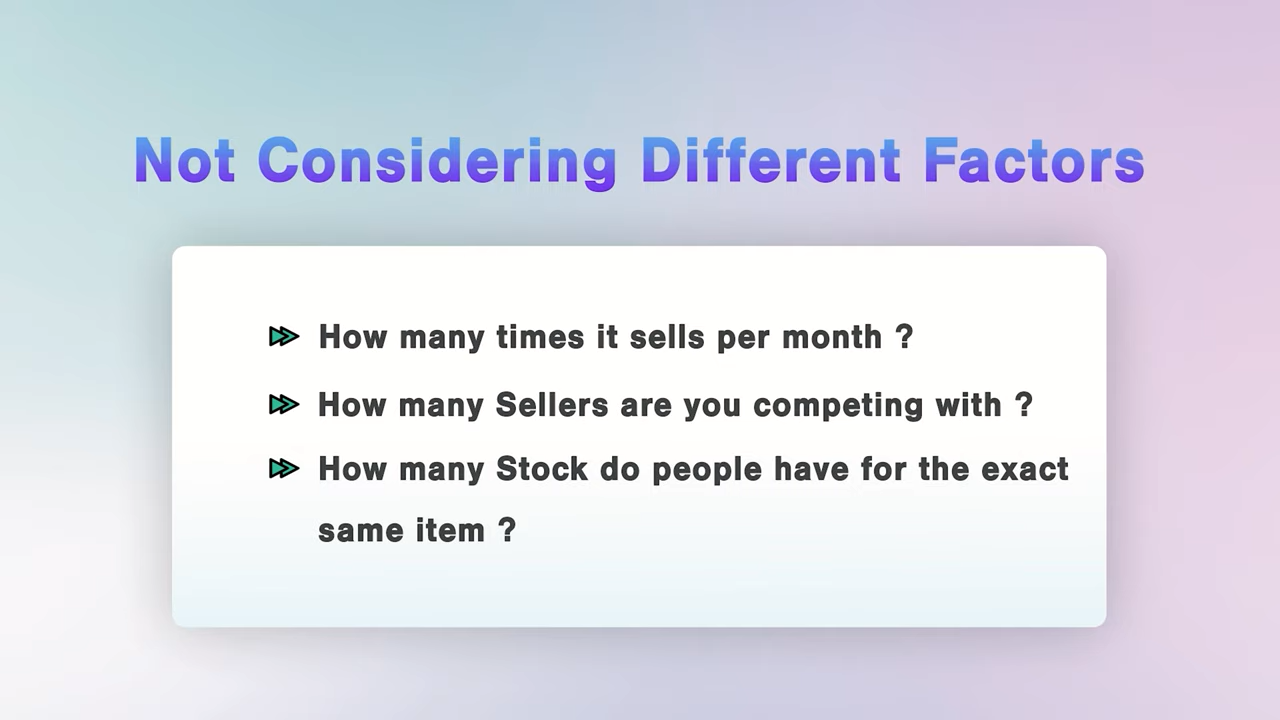 Not Considering Different Factors
How many times it sells per month ?
How many Sellers are you competing with ?
How many Stock do people have for the exact
same item ?